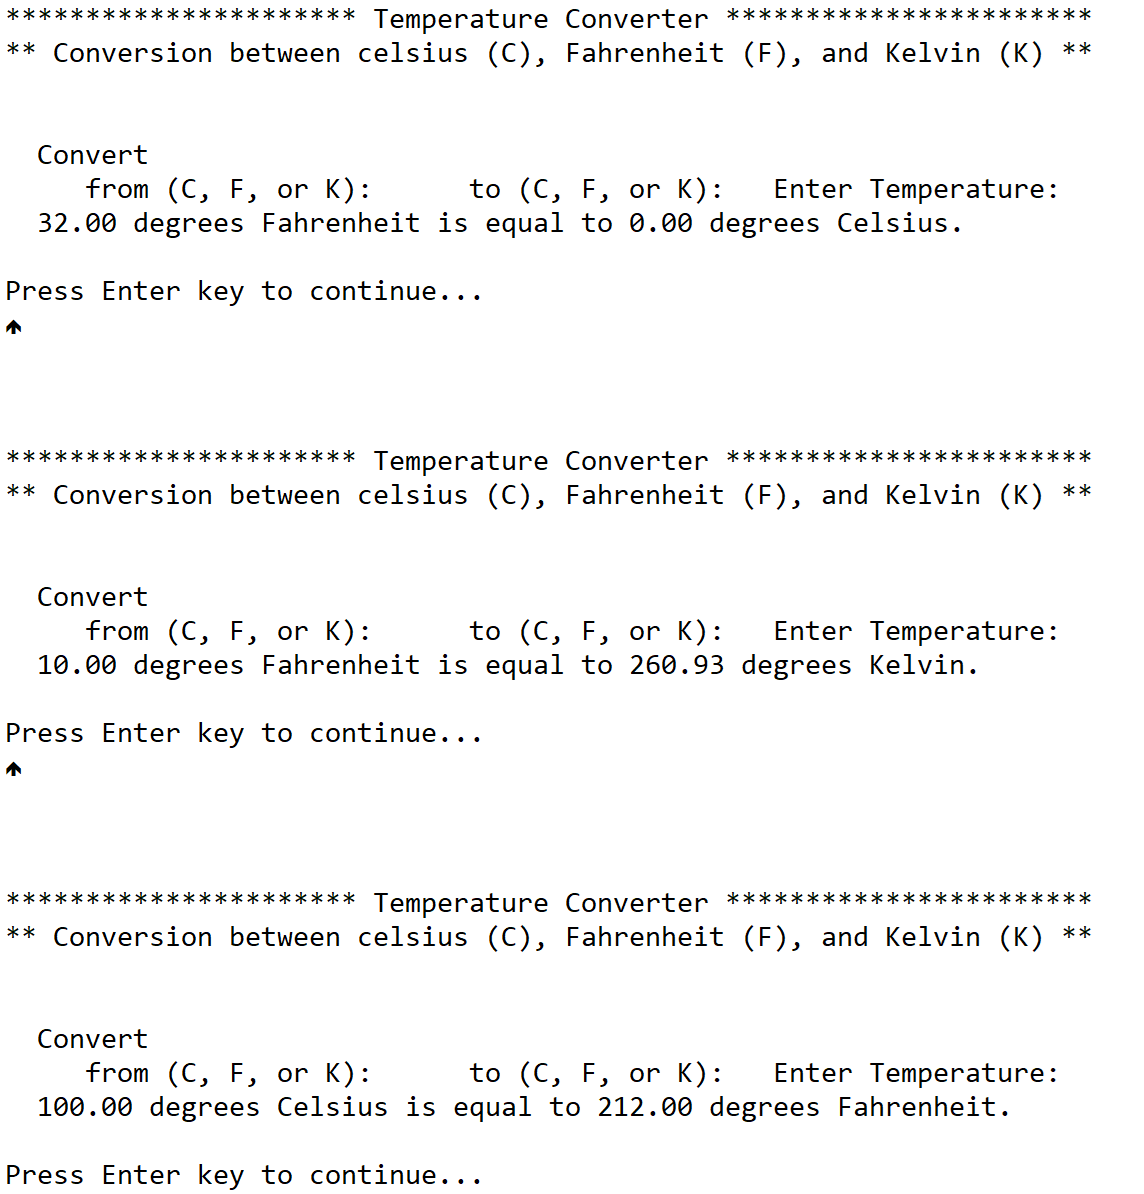 ********************** Temperature Converter ***********************
** Conversion between celsius (C), Fahrenheit (F), and Kelvin (K) **
Convert
from (C, F, or K): to (C, F, or K): Enter Temperature:
32.00 degrees Fahrenheit is equal to 0.00 degrees Celsius.
Press Enter key to continue...
********************** Temperature Converter ***********************
** Conversion between celsius (C), Fahrenheit (F), and Kelvin (K) **
Convert
from (C, F, or K): to (C, F, or K): Enter Temperature:
10.00 degrees Fahrenheit is equal to 260.93 degrees Kelvin.
Press Enter key to continue...
********************** Temperature Converter ***********************
** Conversion between celsius (C), Fahrenheit (F), and Kelvin (K) **
Convert
from (C, F, or K): to (C, F, or K): Enter Temperature:
100.00 degrees Celsius is equal to 212.00 degrees Fahrenheit.
Press Enter key to continue...